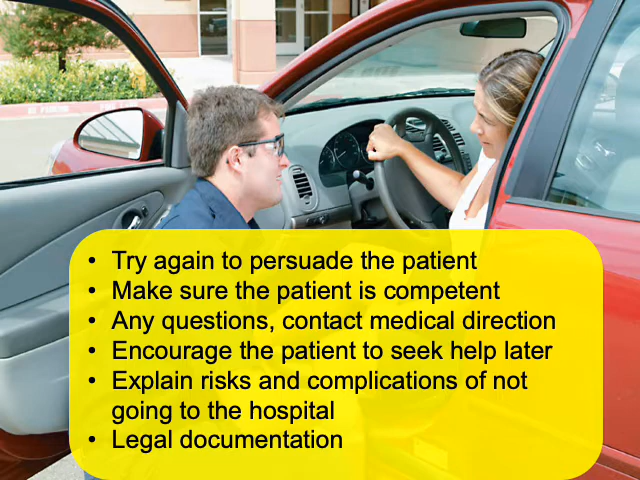 • Try again to persuade the patient
• Make sure the patient is competent
• Any questions, contact medical direction
• Encourage the patient to seek help later
• Explain risks and complications of not
going to the hospital
• Legal documentation